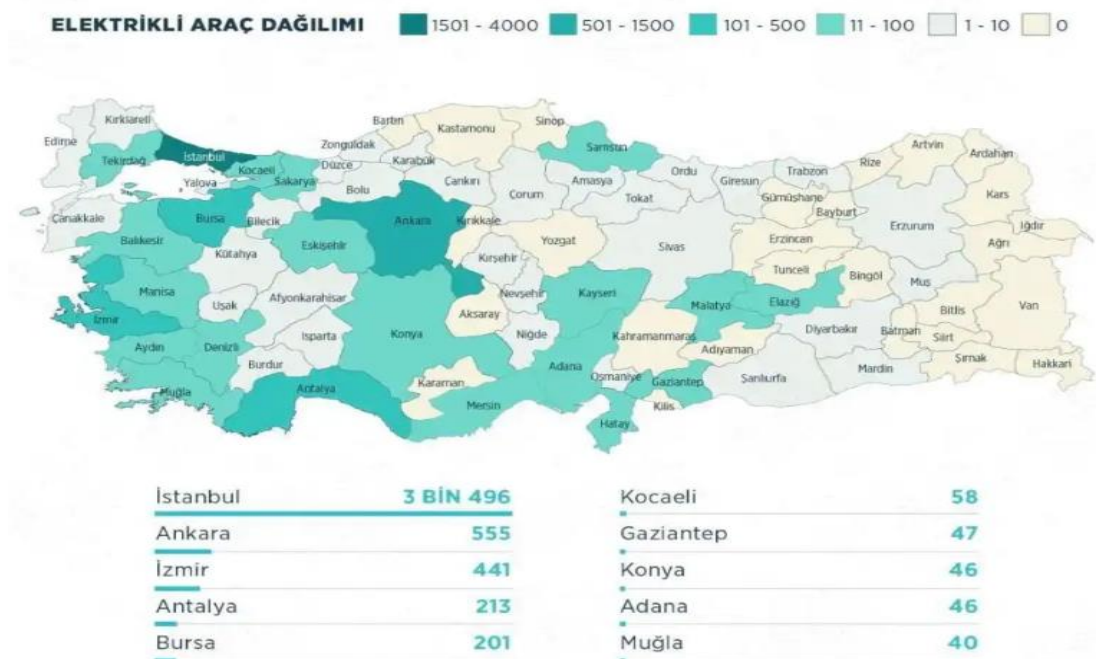 ELEKTRİKLİ ARAÇ DAĞILIMI 1501 - 4000 501 - 1500 101 - 500 11 - 100 1 - 10 0
Kırklareli
Edirne
Tekirdağ
İstanbul
Kocaeli
Yalova
Sakarya
Düzce
Zonguldak
Bartın
Karabük
Kastamonu
Sinop
Samsun
Bolu
Çankırı
Çorum
Amasya
Tokat
Ordu
Giresun
Trabzon
Gümüşhane
Bayburt
Rize
Artvin
Ardahan
Kars
Iğdır
Ağrı
Erzurum
Erzincan
Tunceli
Bingöl
Muş
Bitlis
Van
Çanakkale
Balıkesir
Bursa
Bilecik
Kütahya
Eskişehir
Ankara
Kırıkkale
Yozgat
Sivas
Kırşehir
Nevşehir
Kayseri
Malatya
Elazığ
Diyarbakır
Batman
Siirt
Şırnak
Hakkari
Mardin
Manisa
İzmir
Uşak
Afyonkarahisar
Aydın
Denizli
Isparta
Burdur
Muğla
Antalya
Konya
Aksaray
Niğde
Karaman
Mersin
Adana
Kahramanmaraş
Osmaniye
Gaziantep
Adıyaman
Şanlıurfa
Kilis
Hatay
İstanbul 3 BİN 496
Ankara 555
İzmir 441
Antalya 213
Bursa 201
Kocaeli 58
Gaziantep 47
Konya 46
Adana 46
Muğla 40